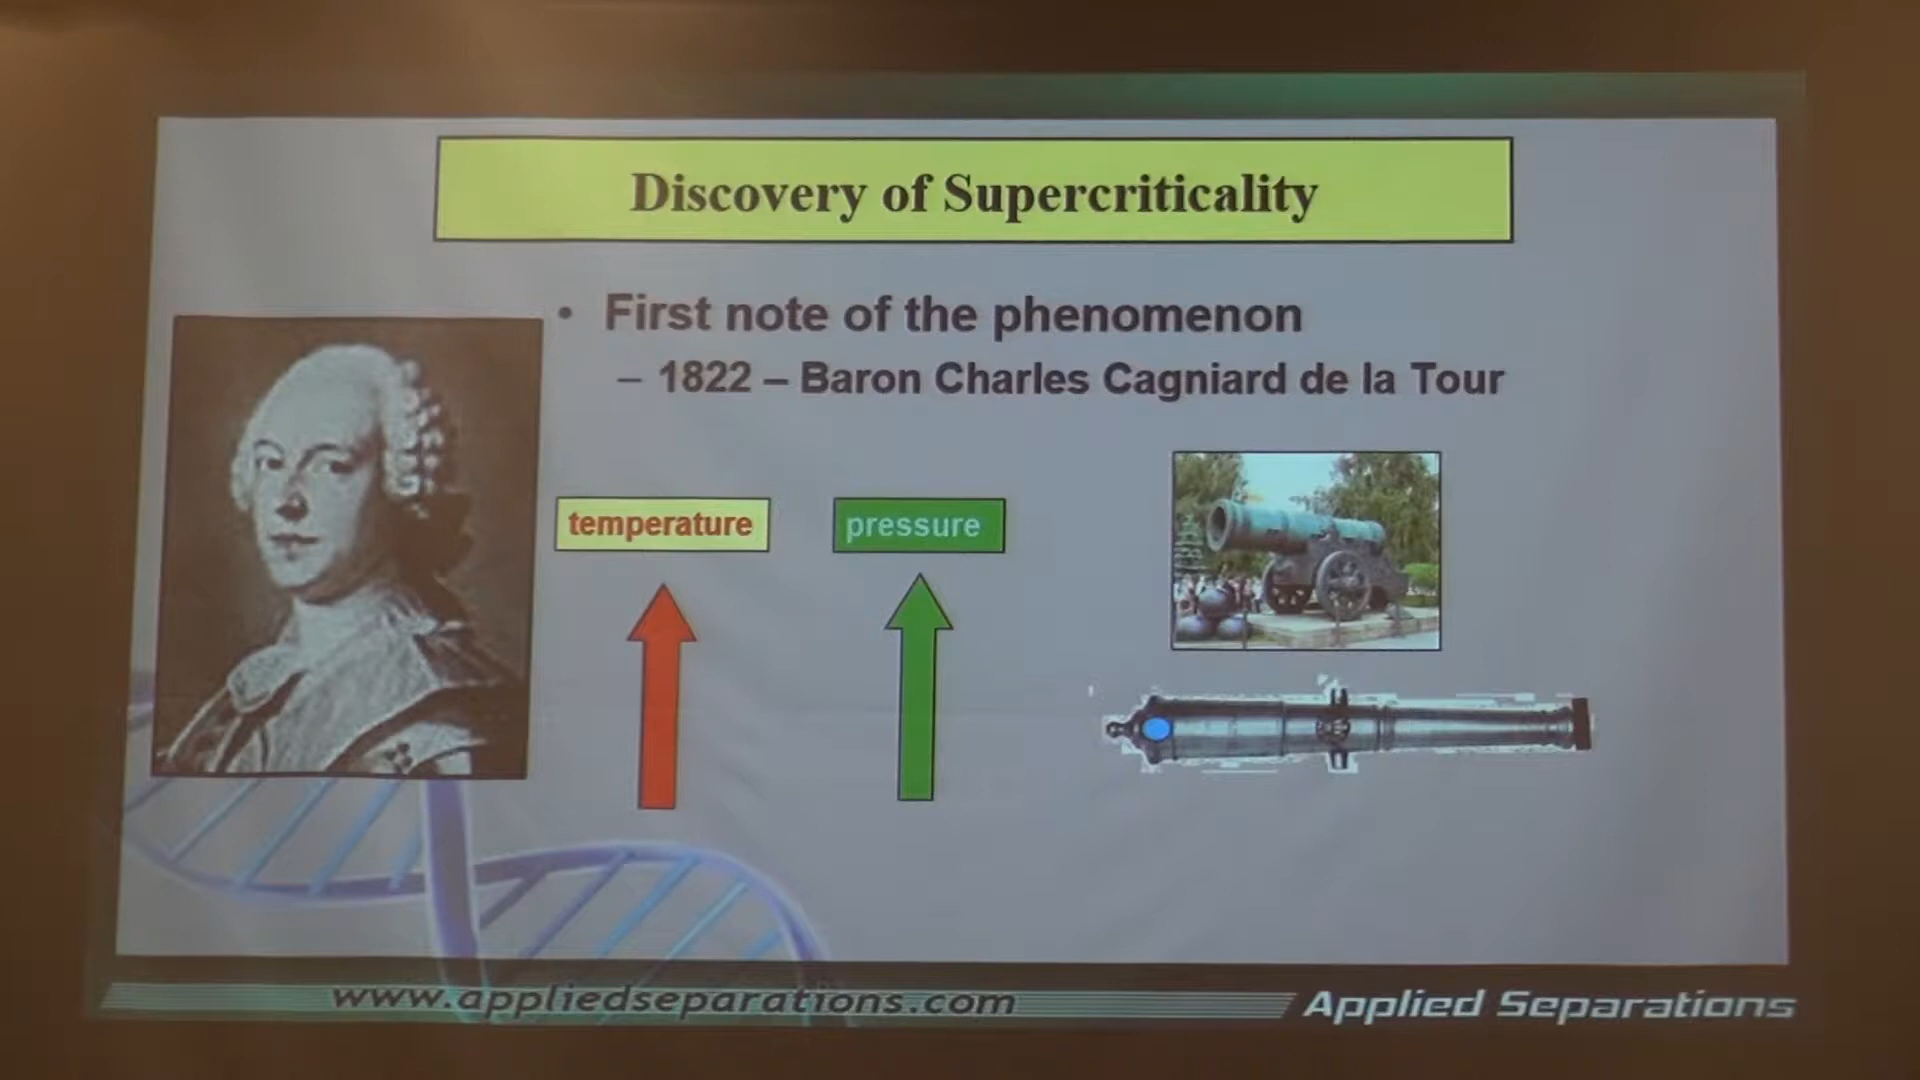 Discovery of Supercriticality
• First note of the phenomenon
– 1822 – Baron Charles Cagniard de la Tour
temperature
pressure
www.appliedseparations.com
Applied Separations